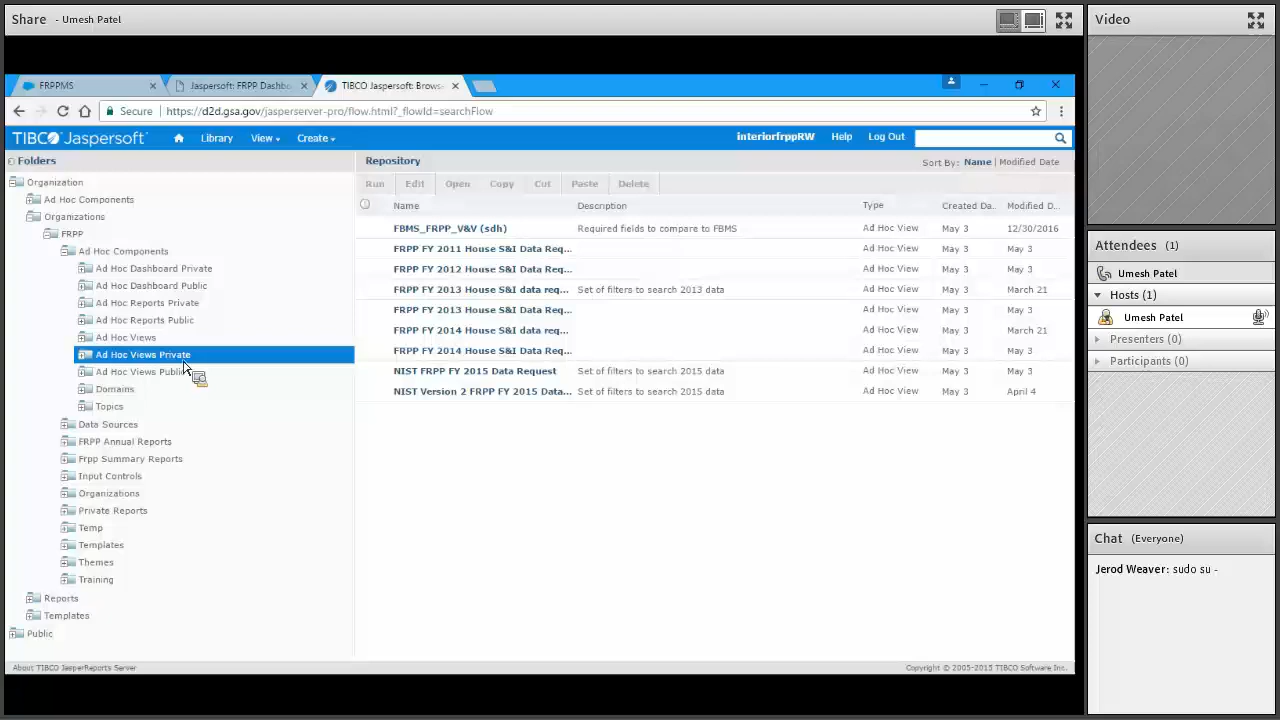 Share - Umesh Patel
Video
FRPPMS
Jaspersoft: FRPP Dashbo
TIBCO Jaspersoft: Brows
Secure https://d2d.gsa.gov/jasperserver-pro/flow.html?_flowId=searchFlow
TIBCO Jaspersoft Library View Create interiorfrppRW Help Log Out
Folders
Organization
Ad Hoc Components
Organizations
FRPP
Ad Hoc Components
Ad Hoc Dashboard Private
Ad Hoc Dashboard Public
Ad Hoc Reports Private
Ad Hoc Reports Public
Ad Hoc Views
Ad Hoc Views Private
Ad Hoc Views Public
Domains
Topics
Data Sources
FRPP Annual Reports
Frpp Summary Reports
Input Controls
Organizations
Private Reports
Temp
Templates
Themes
Training
Reports
Templates
Public
Repository Sort By: Name | Modified Date
Run Edit Open Copy Cut Paste Delete
Name Description Type Created Da.. Modified D...
FBMS_FRPP_V&V (sdh) Required fields to compare to FBMS Ad Hoc View May 3 12/30/2016
FRPP FY 2011 House S&I Data Req... Ad Hoc View May 3 May 3
FRPP FY 2012 House S&I Data Req... Ad Hoc View May 3 May 3
FRPP FY 2013 House S&I data req... Set of filters to search 2013 data Ad Hoc View May 3 March 21
FRPP FY 2013 House S&I Data Req... Ad Hoc View May 3 May 3
FRPP FY 2014 House S&I data req... Ad Hoc View May 3 March 21
FRPP FY 2014 House S&I Data Req... Ad Hoc View May 3 May 3
NIST FRPP FY 2015 Data Request Set of filters to search 2015 data Ad Hoc View May 3 May 3
NIST Version 2 FRPP FY 2015 Data... Set of filters to search 2015 data Ad Hoc View May 3 April 4
About TIBCO JasperReports Server
Copyright © 2005-2015 TIBCO Software Inc.
Attendees (1)
Umesh Patel
Hosts (1)
Umesh Patel
Presenters (0)
Participants (0)
Chat (Everyone)
Jerod Weaver: sudo su -